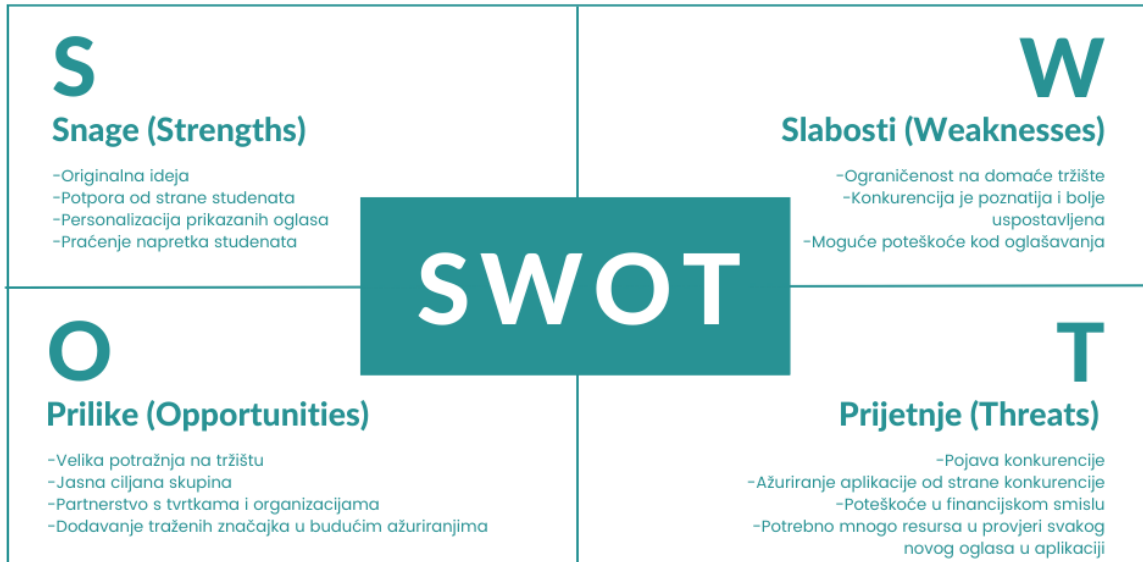 S
Snage (Strengths)
-Originalna ideja
-Potpora od strane studenata
-Personalizacija prikazanih oglasa
-Praćenje napretka studenata
W
Slabosti (Weaknesses)
-Ograničenost na domaće tržište
-Konkurencija je poznatija i bolje
uspostavljena
-Moguće poteškoće kod oglašavanja
SWOT
O
Prilike (Opportunities)
-Velika potražnja na tržištu
-Jasna ciljana skupina
-Partnerstvo s tvrtkama i organizacijama
-Dodavanje traženih značajka u budućim ažuriranjima
T
Prijetnje (Threats)
-Pojava konkurencije
-Ažuriranje aplikacije od strane konkurencije
-Poteškoće u financijskom smislu
-Potrebno mnogo resursa u provjeri svakog
novog oglasa u aplikaciji